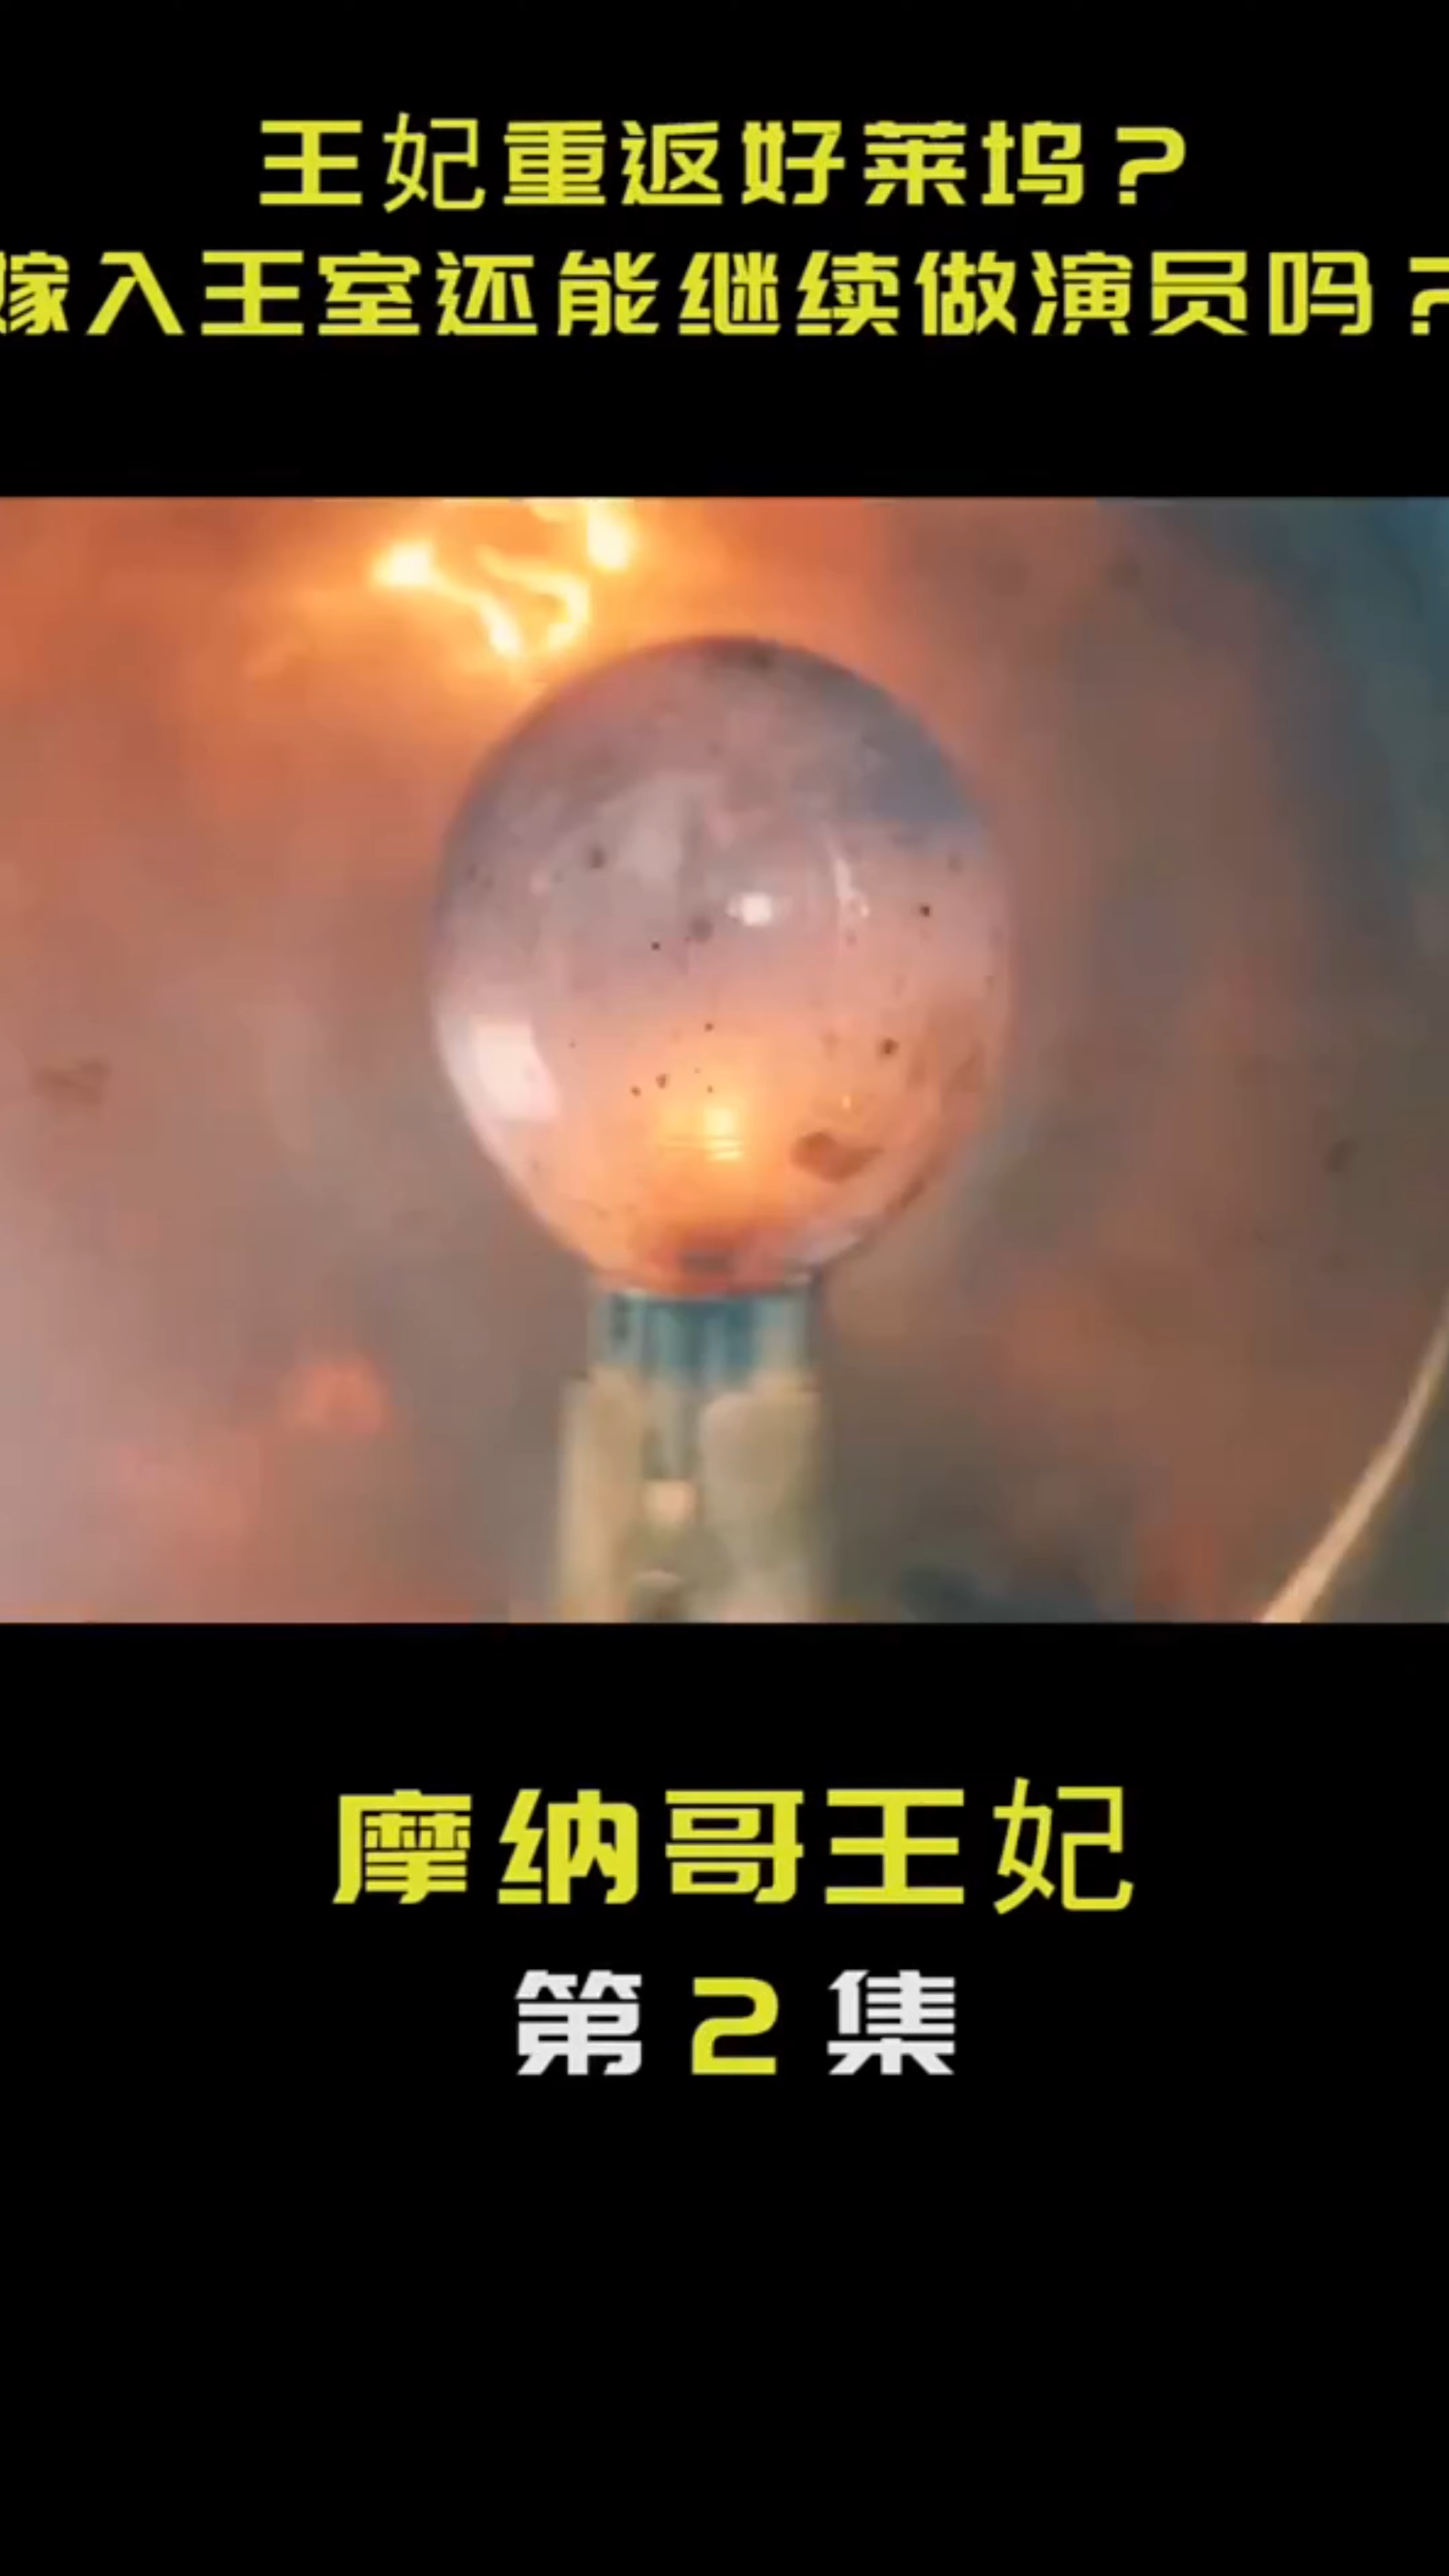 王妃重返好莱坞？
嫁入王室还能继续做演员吗？
摩纳哥王妃
第2集